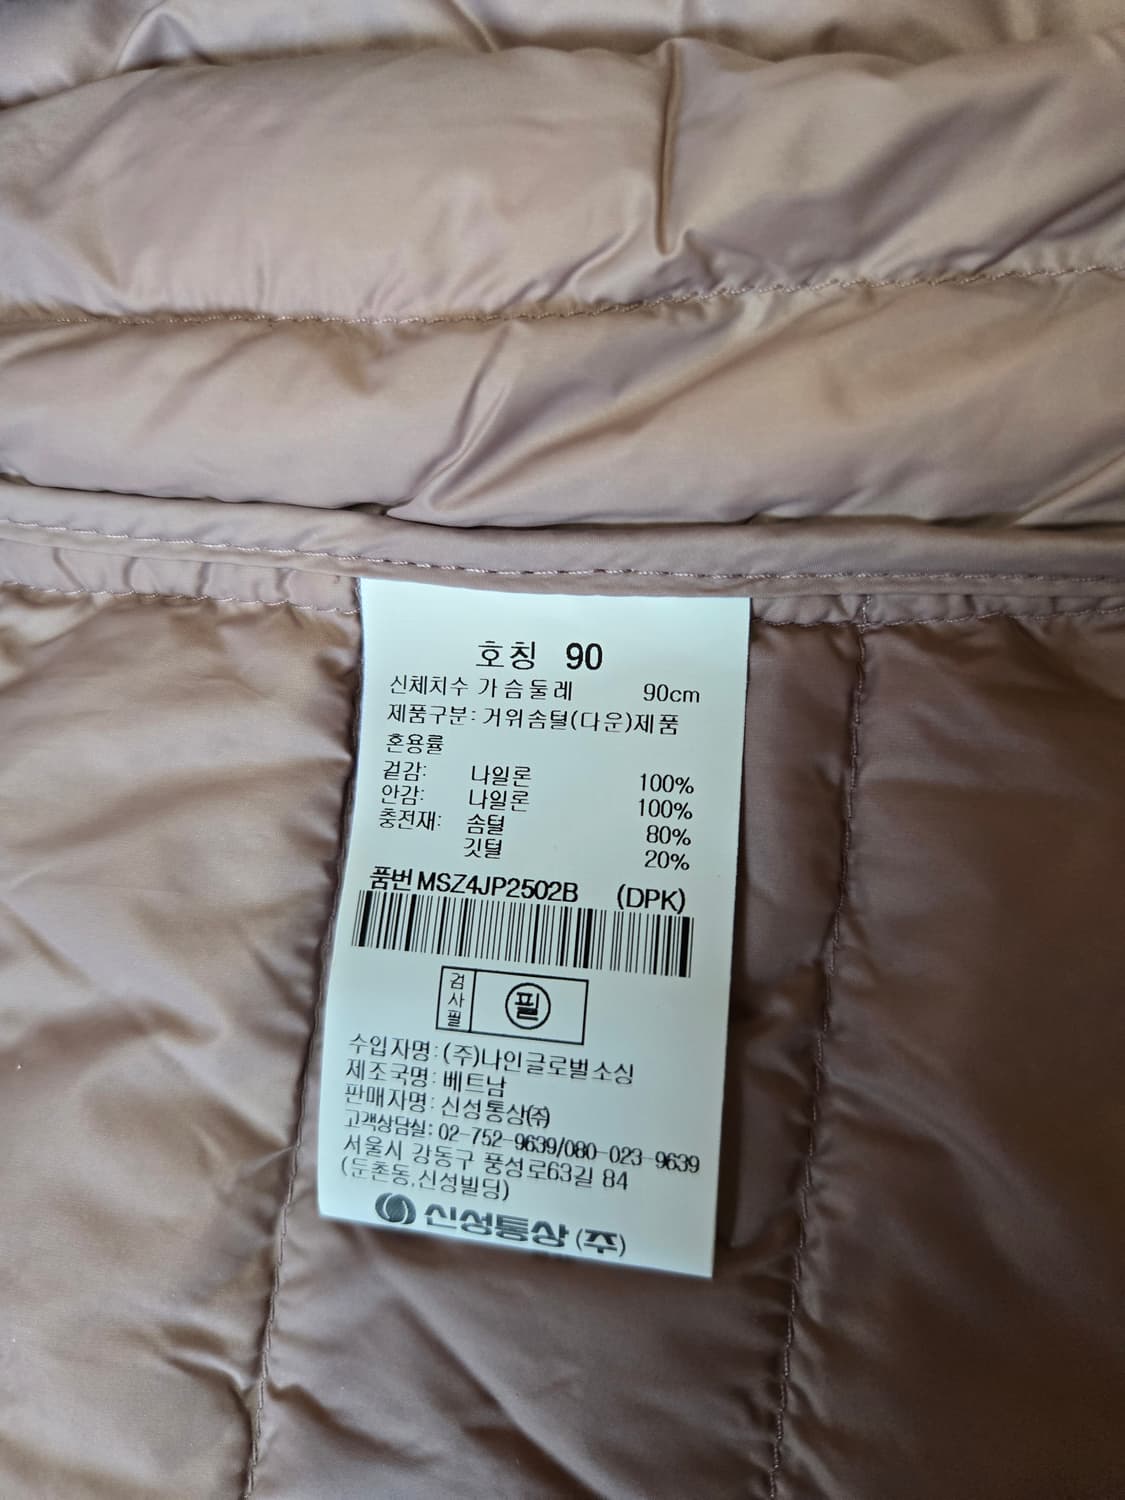 호칭 90
신체치수 가슴둘레 90cm
제품구분: 거위솜털(다운)제품
혼용률
겉감: 나일론 100%
안감: 나일론 100%
충전재: 솜털 80%
깃털 20%
품번 MSZ4JP2502B (DPK)
검사필 필
수입자명: (주)나인글로벌소싱
제조국명: 베트남
판매자명: 신성통상㈜
고객상담실: 02-752-9639/080-023-9639
서울시 강동구 풍성로63길 84
(둔촌동,신성빌딩)
신성통상(주)